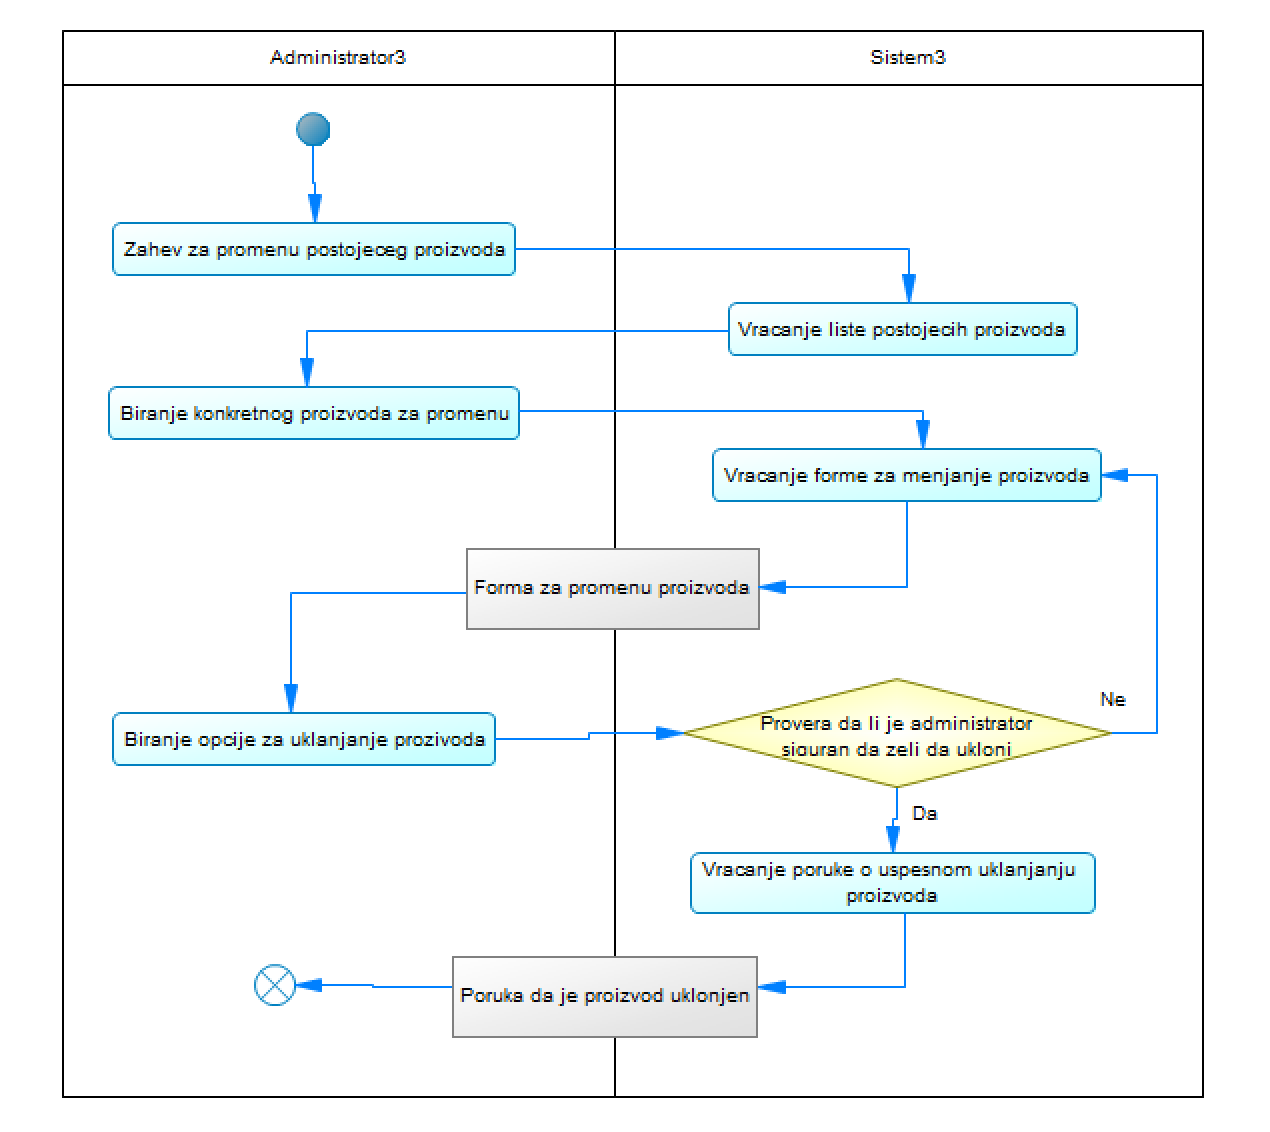 Administrator3
Sistem3
Zahev za promenu postojeceg proizvoda
Vracanje liste postojecih proizvoda
Biranje konkretnog proizvoda za promenu
Vracanje forme za menjanje proizvoda
Forma za promenu proizvoda
Ne
Provera da li je administrator
siguran da zeli da ukloni
Biranje opcije za uklanjanje prozivoda
Da
Vracanje poruke o uspesnom uklanjanju
proizvoda
Poruka da je proizvod uklonjen